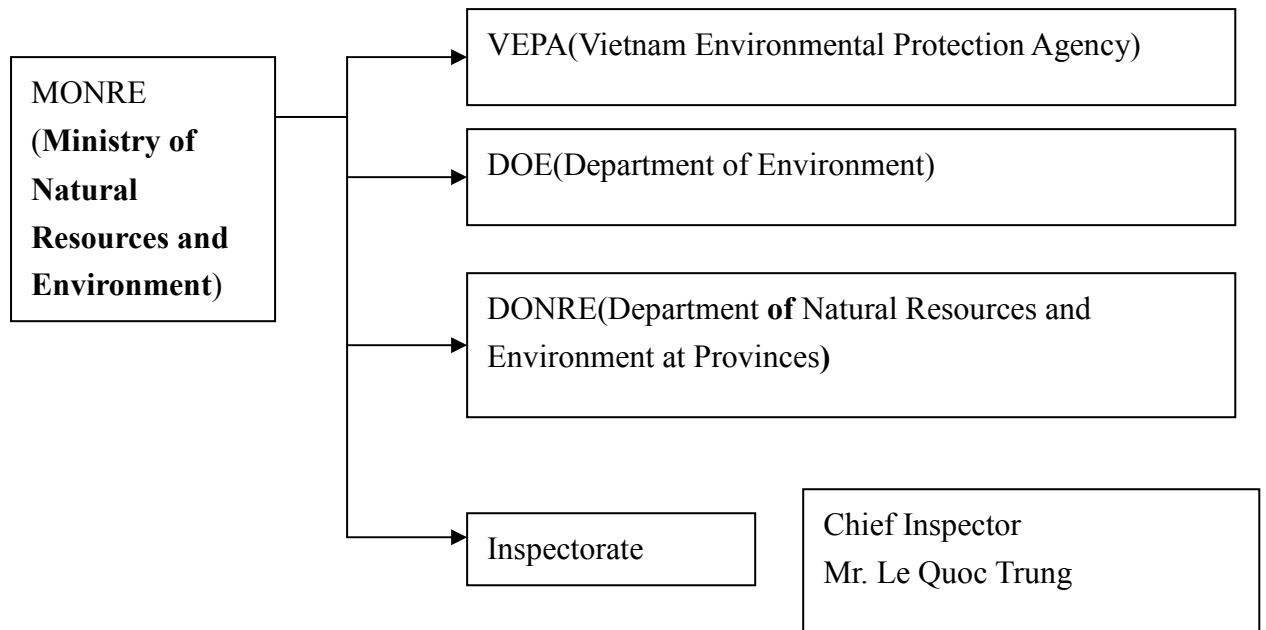 VEPA(Vietnam Environmental Protection Agency)
MONRE
(Ministry of
Natural
Resources and
Environment)
DOE(Department of Environment)
DONRE(Department of Natural Resources and
Environment at Provinces)
Inspectorate
Chief Inspector
Mr. Le Quoc Trung